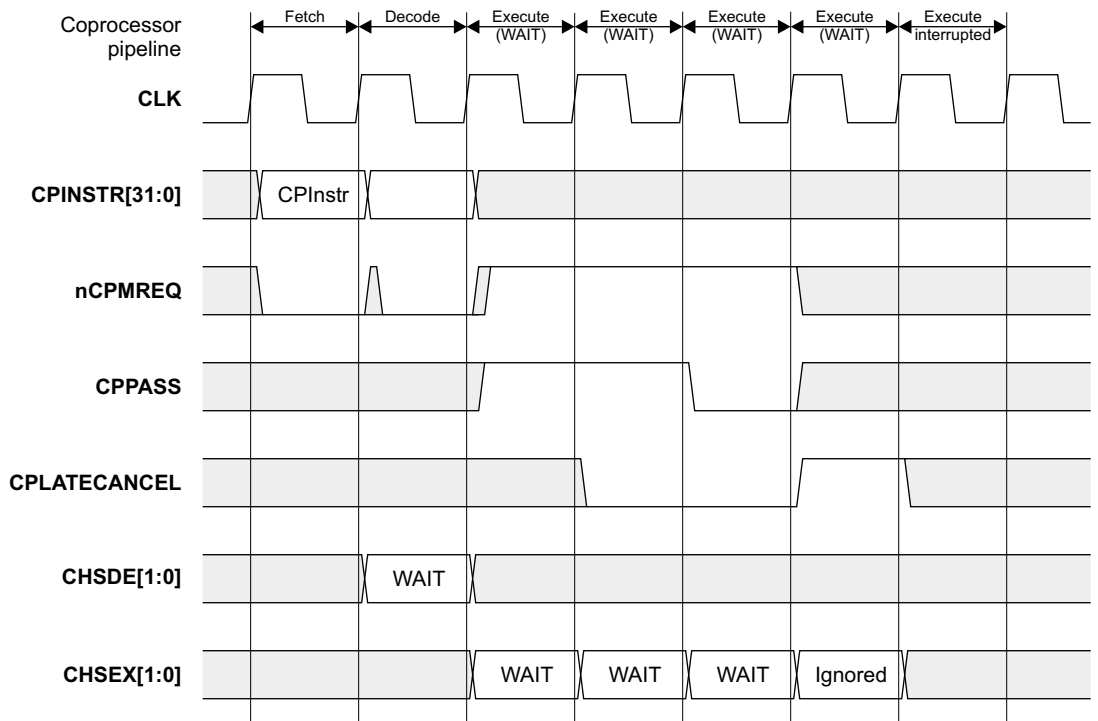 Coprocessor
pipeline
Fetch
Decode
Execute
(WAIT)
Execute
(WAIT)
Execute
(WAIT)
Execute
(WAIT)
Execute
interrupted
CLK
CPINSTR[31:0]
CPInstr
nCPMREQ
CPPASS
CPLATECANCEL
CHSDE[1:0]
WAIT
CHSEX[1:0]
WAIT
WAIT
WAIT
Ignored